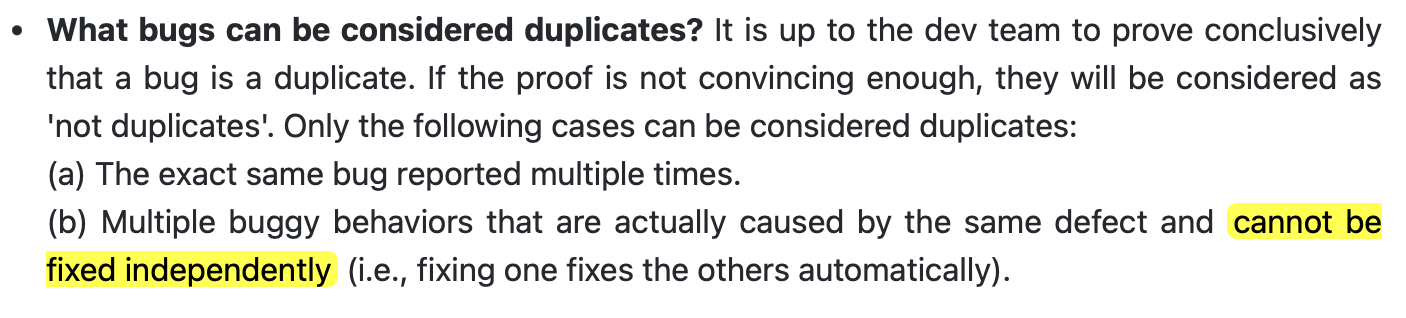 • What bugs can be considered duplicates? It is up to the dev team to prove conclusively
that a bug is a duplicate. If the proof is not convincing enough, they will be considered as
'not duplicates'. Only the following cases can be considered duplicates:
(a) The exact same bug reported multiple times.
(b) Multiple buggy behaviors that are actually caused by the same defect and cannot be
fixed independently (i.e., fixing one fixes the others automatically).